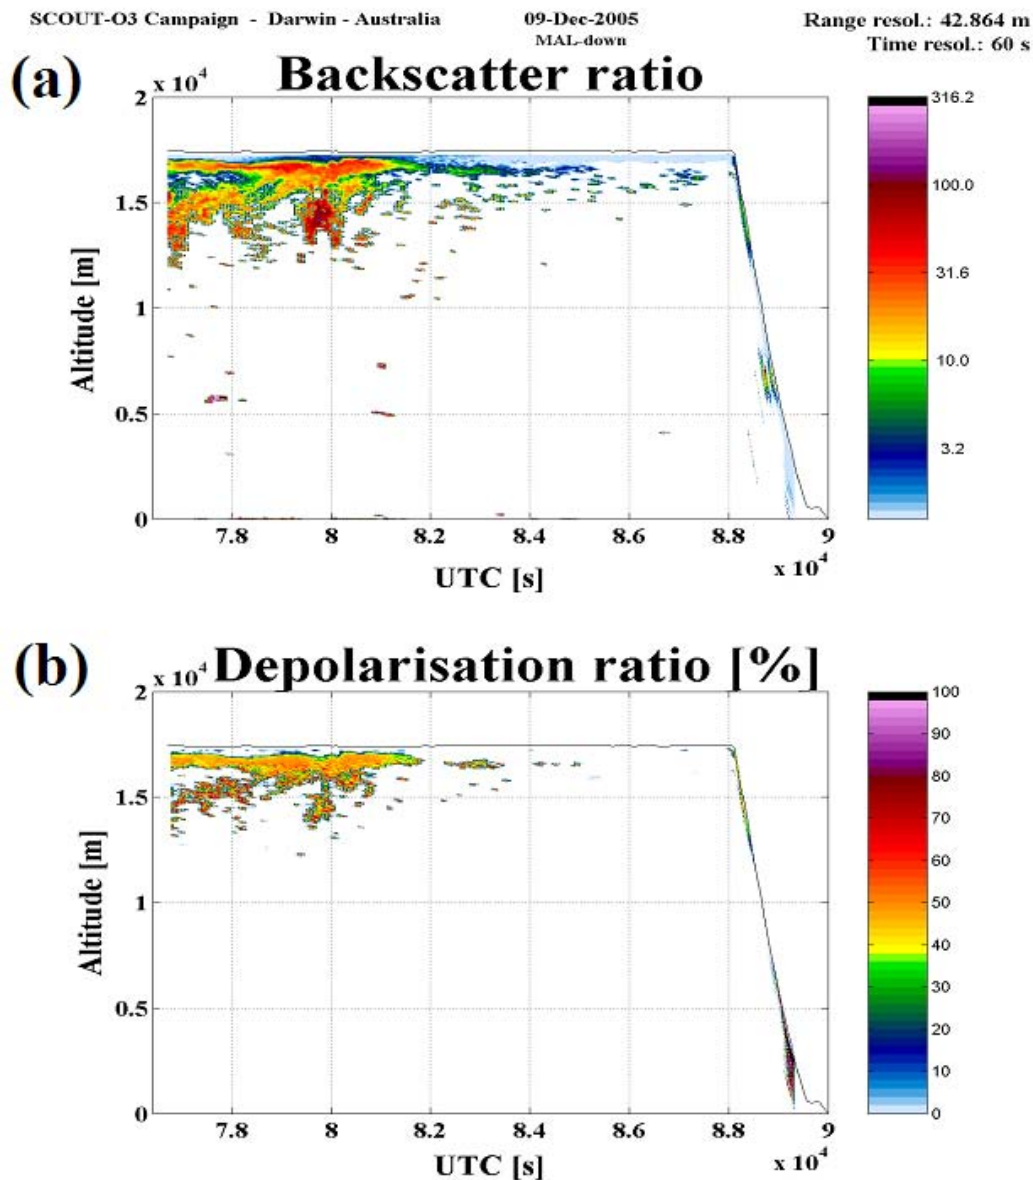 SCOUT-O3 Campaign - Darwin - Australia 09-Dec-2005 Range resol.: 42.864 m
MAL-down Time resol.: 60 s
(a) x 10^4 Backscatter ratio
2
1.5
1
0.5
0
Altitude [m]
7.8 8 8.2 8.4 8.6 8.8 9
UTC [s] x 10^4
316.2
100.0
31.6
10.0
3.2
(b) x 10^4 Depolarisation ratio [%]
2
1.5
1
0.5
0
Altitude [m]
7.8 8 8.2 8.4 8.6 8.8 9
UTC [s] x 10^4
100
90
80
70
60
50
40
30
20
10
0